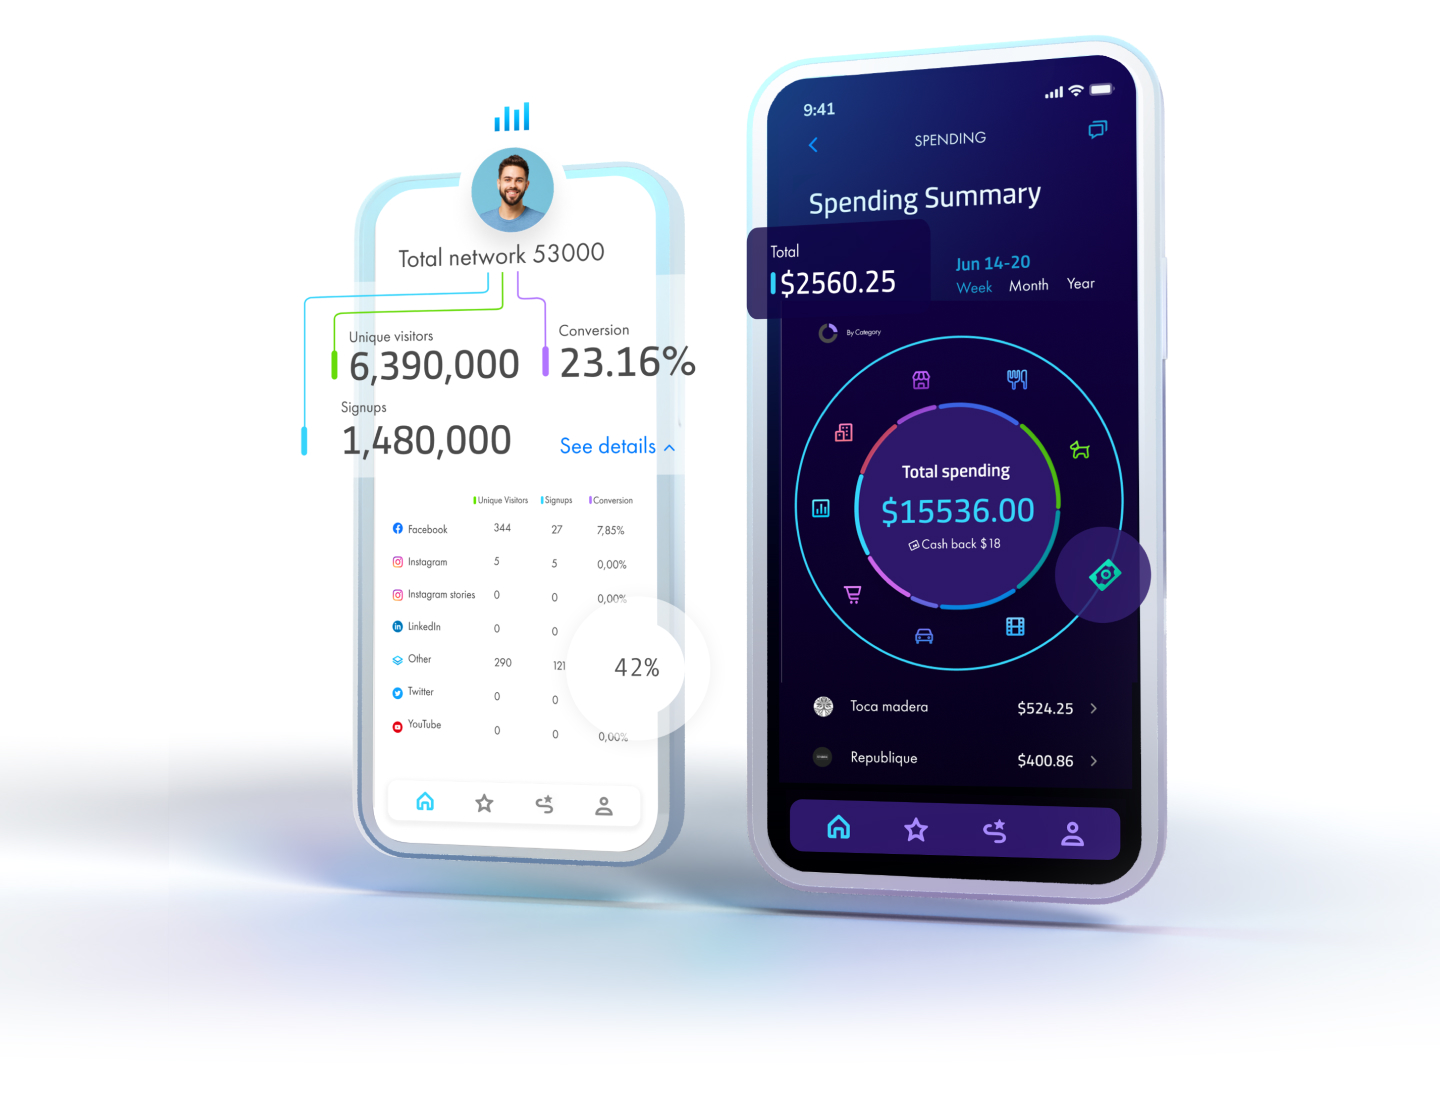 Total network 53000
Unique visitors
6,390,000
Conversion
23.16%
Signups
1,480,000
See details
Unique Visitors Signups Conversion
Facebook 344 27 7,85%
Instagram 5 5 0,00%
Instagram stories 0 0 0,00%
LinkedIn 0 0
Other 290 121
42%
Twitter 0 0
YouTube 0 0 0,00%
9:41
SPENDING
Spending Summary
Total
$2560.25
Jun 14-20
Week Month Year
By Category
Total spending
$15536.00
Cash back $18
Toca madera $524.25
Republique $400.86